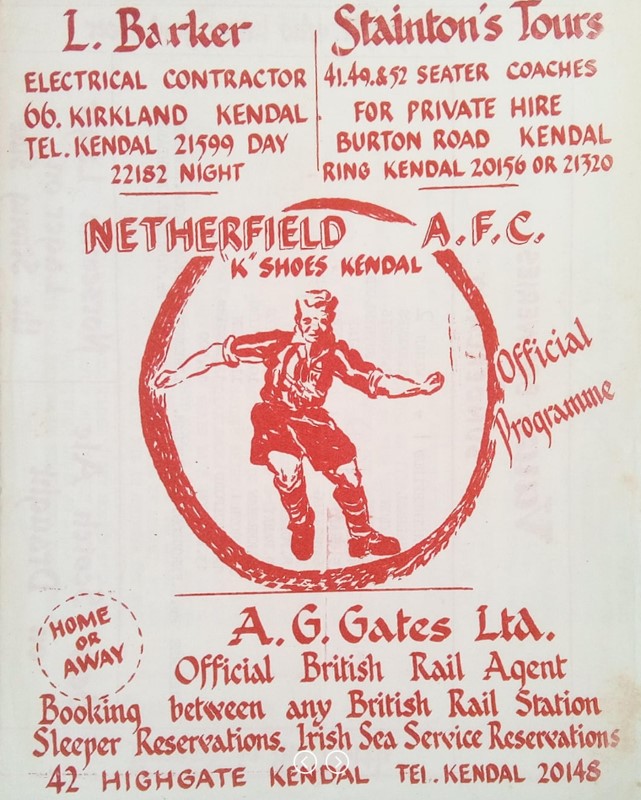 L. Barker
ELECTRICAL CONTRACTOR
66. KIRKLAND KENDAL
TEL. KENDAL 21599 DAY
22182 NIGHT
Stainton's Tours
41.49.&52 SEATER COACHES
FOR PRIVATE HIRE
BURTON ROAD KENDAL
RING KENDAL 20156 OR 21320
NETHERFIELD A.F.C.
"K" SHOES KENDAL
Official
Programme
HOME
OR
AWAY
A. G. Gates Ltd.
Official British Rail Agent
Booking between any British Rail Station
Sleeper Reservations. Irish Sea Service Reservations
42 HIGHGATE KENDAL TEL. KENDAL 20148